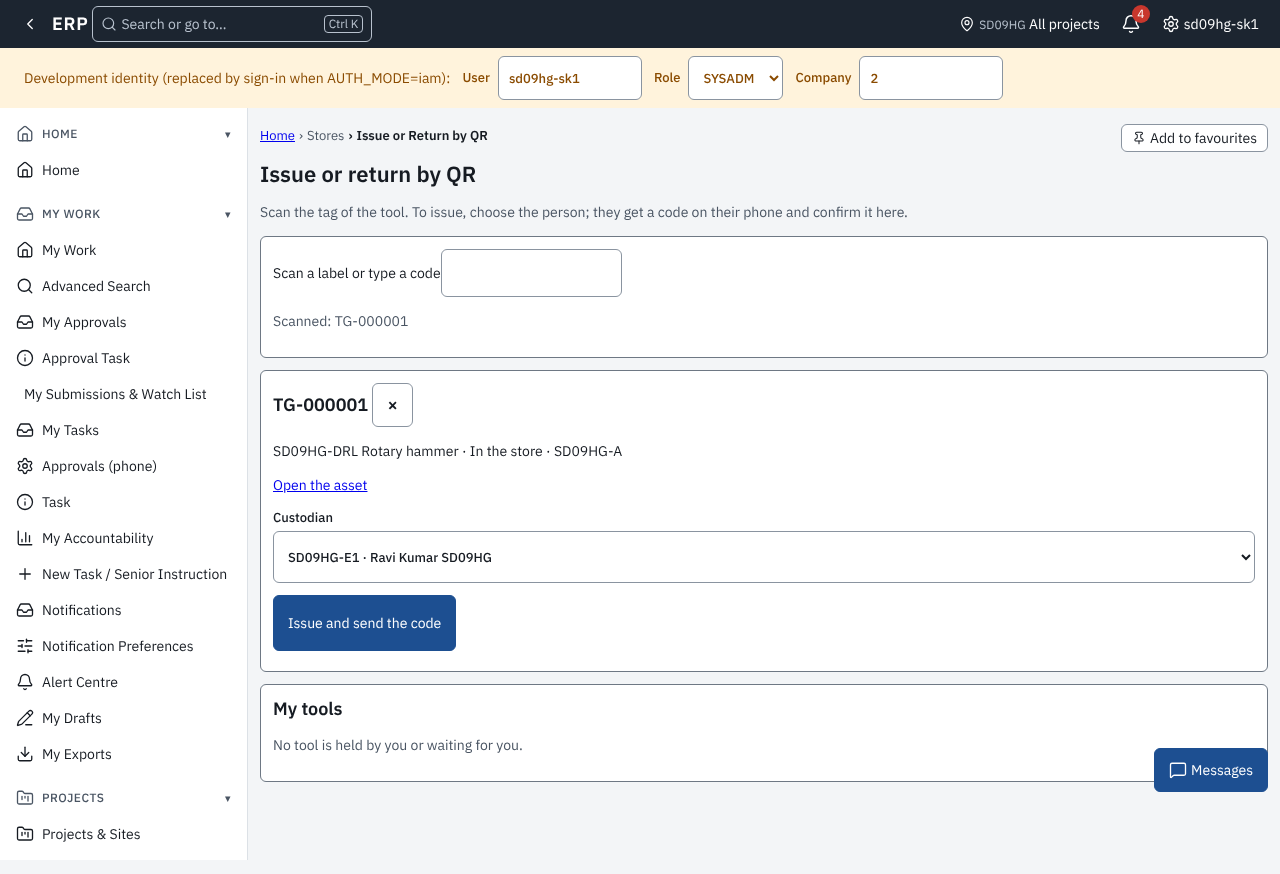 ERP
Search or go to...
Ctrl K
SD09HG All projects
4
sd09hg-sk1
Development identity (replaced by sign-in when AUTH_MODE=iam):
User
sd09hg-sk1
Role
SYSADM
Company
2
HOME
Home
MY WORK
My Work
Advanced Search
My Approvals
Approval Task
My Submissions & Watch List
My Tasks
Approvals (phone)
Task
My Accountability
New Task / Senior Instruction
Notifications
Notification Preferences
Alert Centre
My Drafts
My Exports
PROJECTS
Projects & Sites
Home › Stores › Issue or Return by QR
Add to favourites
Issue or return by QR
Scan the tag of the tool. To issue, choose the person; they get a code on their phone and confirm it here.
Scan a label or type a code
Scanned: TG-000001
TG-000001
×
SD09HG-DRL Rotary hammer · In the store · SD09HG-A
Open the asset
Custodian
SD09HG-E1 · Ravi Kumar SD09HG
Issue and send the code
My tools
No tool is held by you or waiting for you.
Messages